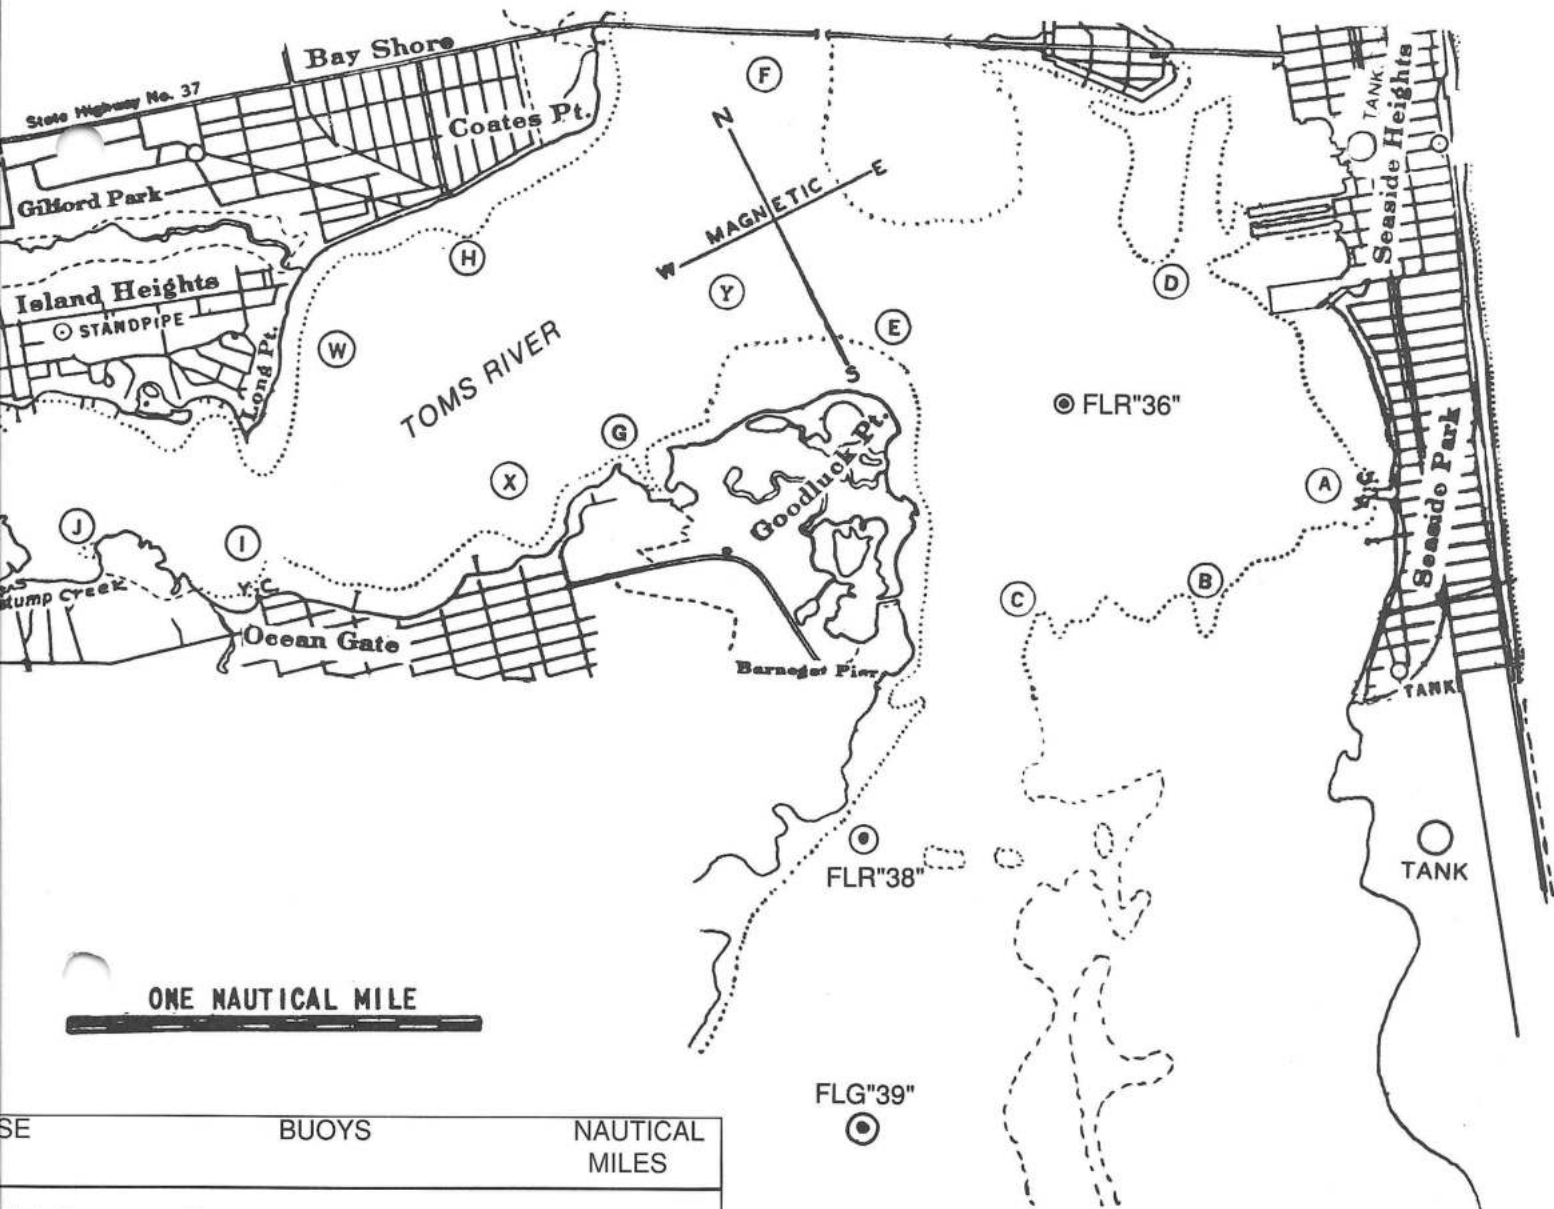 Bay Shore
State Highway No. 37
Coates Pt.
F
N
TANK
Seaside Heights
Gilford Park
MAGNETIC
E
W
H
Y
D
Island Heights
STANDPIPE
Long Pt.
W
TOMS RIVER
E
S
FLR"36"
G
Goodluck Pt.
X
A
Y.C.
Seaside Park
J
I
Y.C.
B
C
Stump Creek
Ocean Gate
Barnegat Pier
TANK
FLR"38"
TANK
ONE NAUTICAL MILE
FLG"39"
SE BUOYS NAUTICAL
MILES